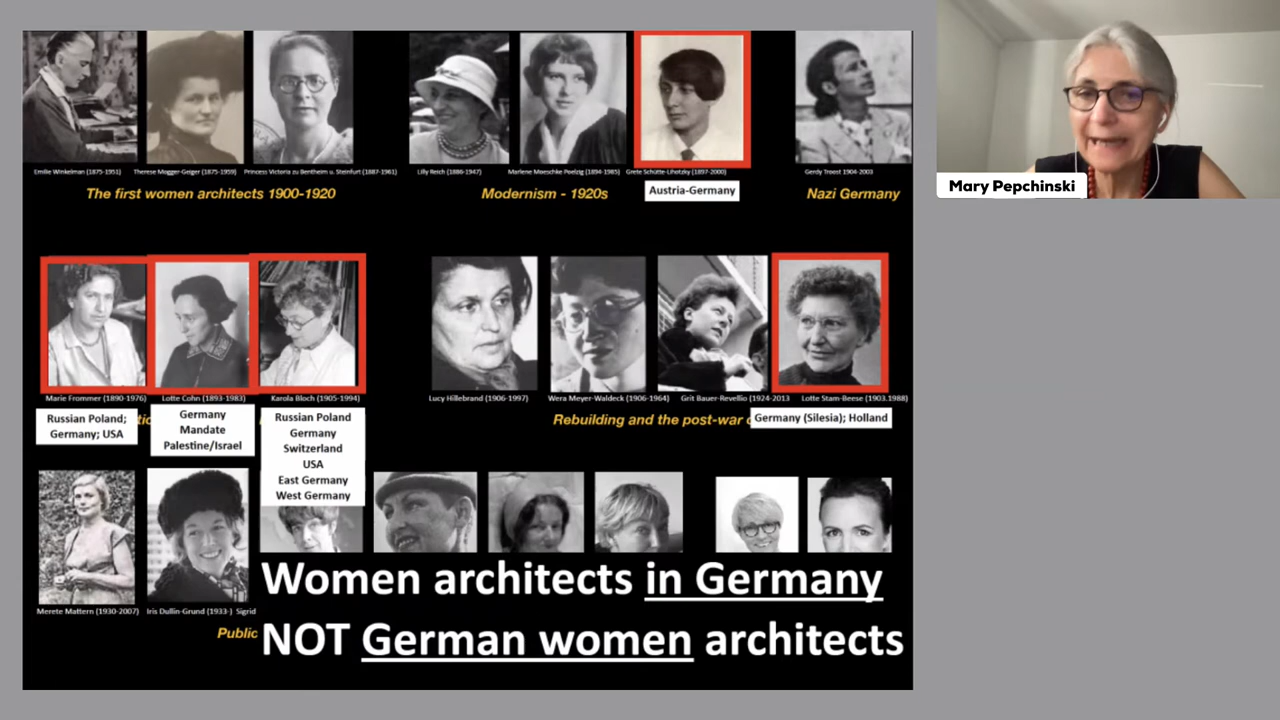 Mary Pepchinski
Emilie Winkelman (1875-1951)
Therese Mogger-Geiger (1875-1959)
Princess Victoria zu Bentheim u. Steinfurt (1887-1961)
Lilly Reich (1886-1947)
Marlene Moeschke Poelzig (1894-1985)
Grete Schütte-Lihotzky (1897-2000)
Gerdy Troost 1904-2003
The first women architects 1900-1920
Modernism - 1920s
Austria-Germany
Nazi Germany
Marie Frommer (1890-1976)
Lotte Cohn (1893-1983)
Karola Bloch (1905-1994)
Lucy Hillebrand (1906-1997)
Wera Meyer-Waldeck (1906-1964)
Grit Bauer-Revellio (1924-2013
Lotte Stam-Beese (1903.1988)
Russian Poland;
Germany; USA
Germany
Mandate
Palestine/Israel
Russian Poland
Germany
Switzerland
USA
East Germany
West Germany
Rebuilding and the post-war
Germany (Silesia); Holland
Merete Mattern (1930-2007)
Iris Dullin-Grund (1933-)
Sigrid
Public
Women architects in Germany
NOT German women architects